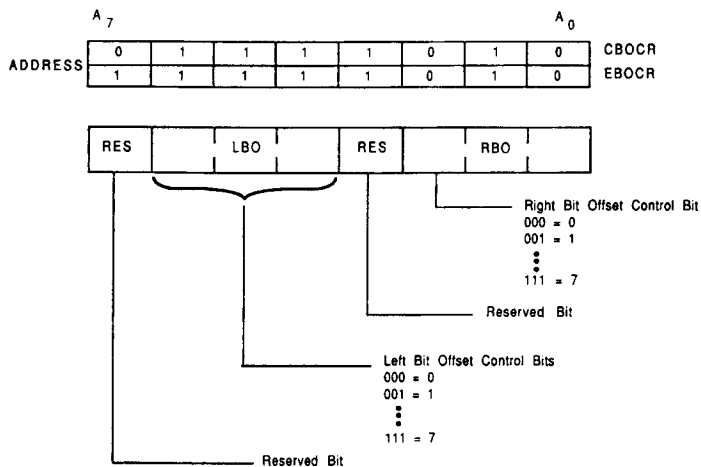 A7 A0
ADDRESS
0 1 1 1 1 0 1 0 CBOCR
1 1 1 1 1 0 1 0 EBOCR
RES LBO RES RBO
Right Bit Offset Control Bit
000 = 0
001 = 1
111 = 7
Reserved Bit
Left Bit Offset Control Bits
000 = 0
001 = 1
111 = 7
Reserved Bit